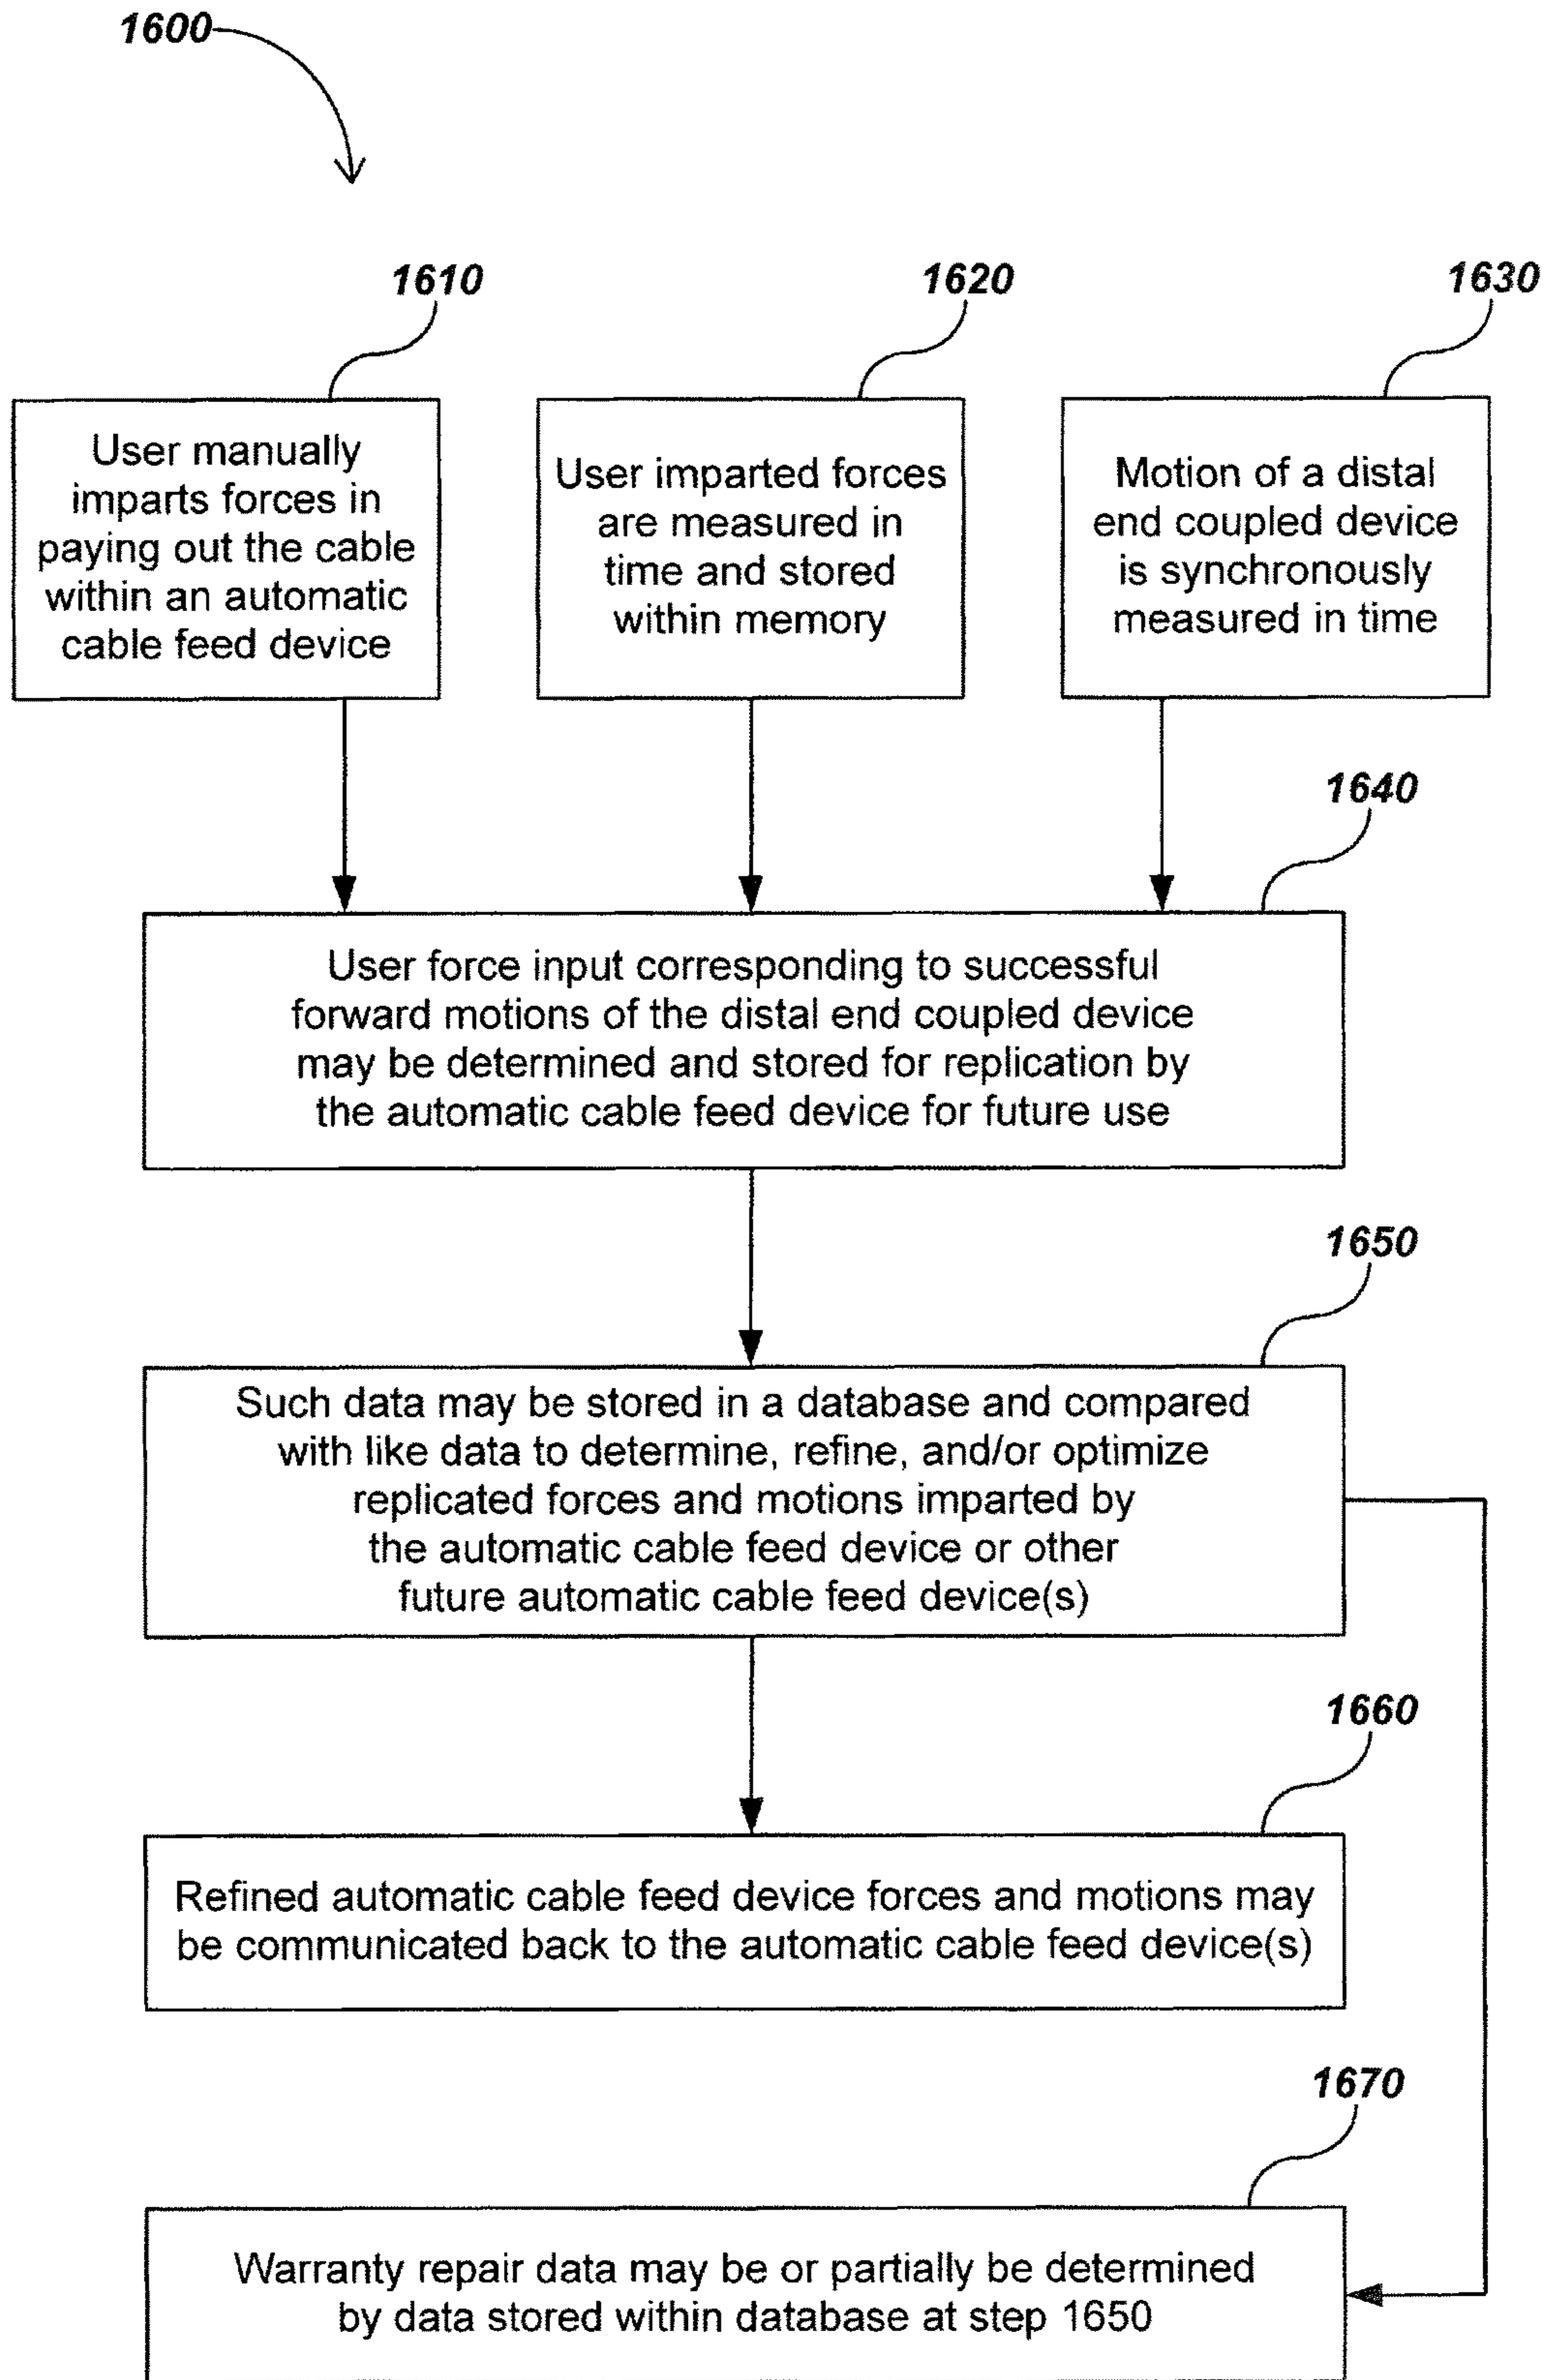 1600
1610
User manually
imparts forces in
paying out the cable
within an automatic
cable feed device
1620
User imparted forces
are measured in
time and stored
within memory
1630
Motion of a distal
end coupled device
is synchronously
measured in time
1640
User force input corresponding to successful
forward motions of the distal end coupled device
may be determined and stored for replication by
the automatic cable feed device for future use
1650
Such data may be stored in a database and compared
with like data to determine, refine, and/or optimize
replicated forces and motions imparted by
the automatic cable feed device or other
future automatic cable feed device(s)
1660
Refined automatic cable feed device forces and motions may
be communicated back to the automatic cable feed device(s)
1670
Warranty repair data may be or partially be determined
by data stored within database at step 1650